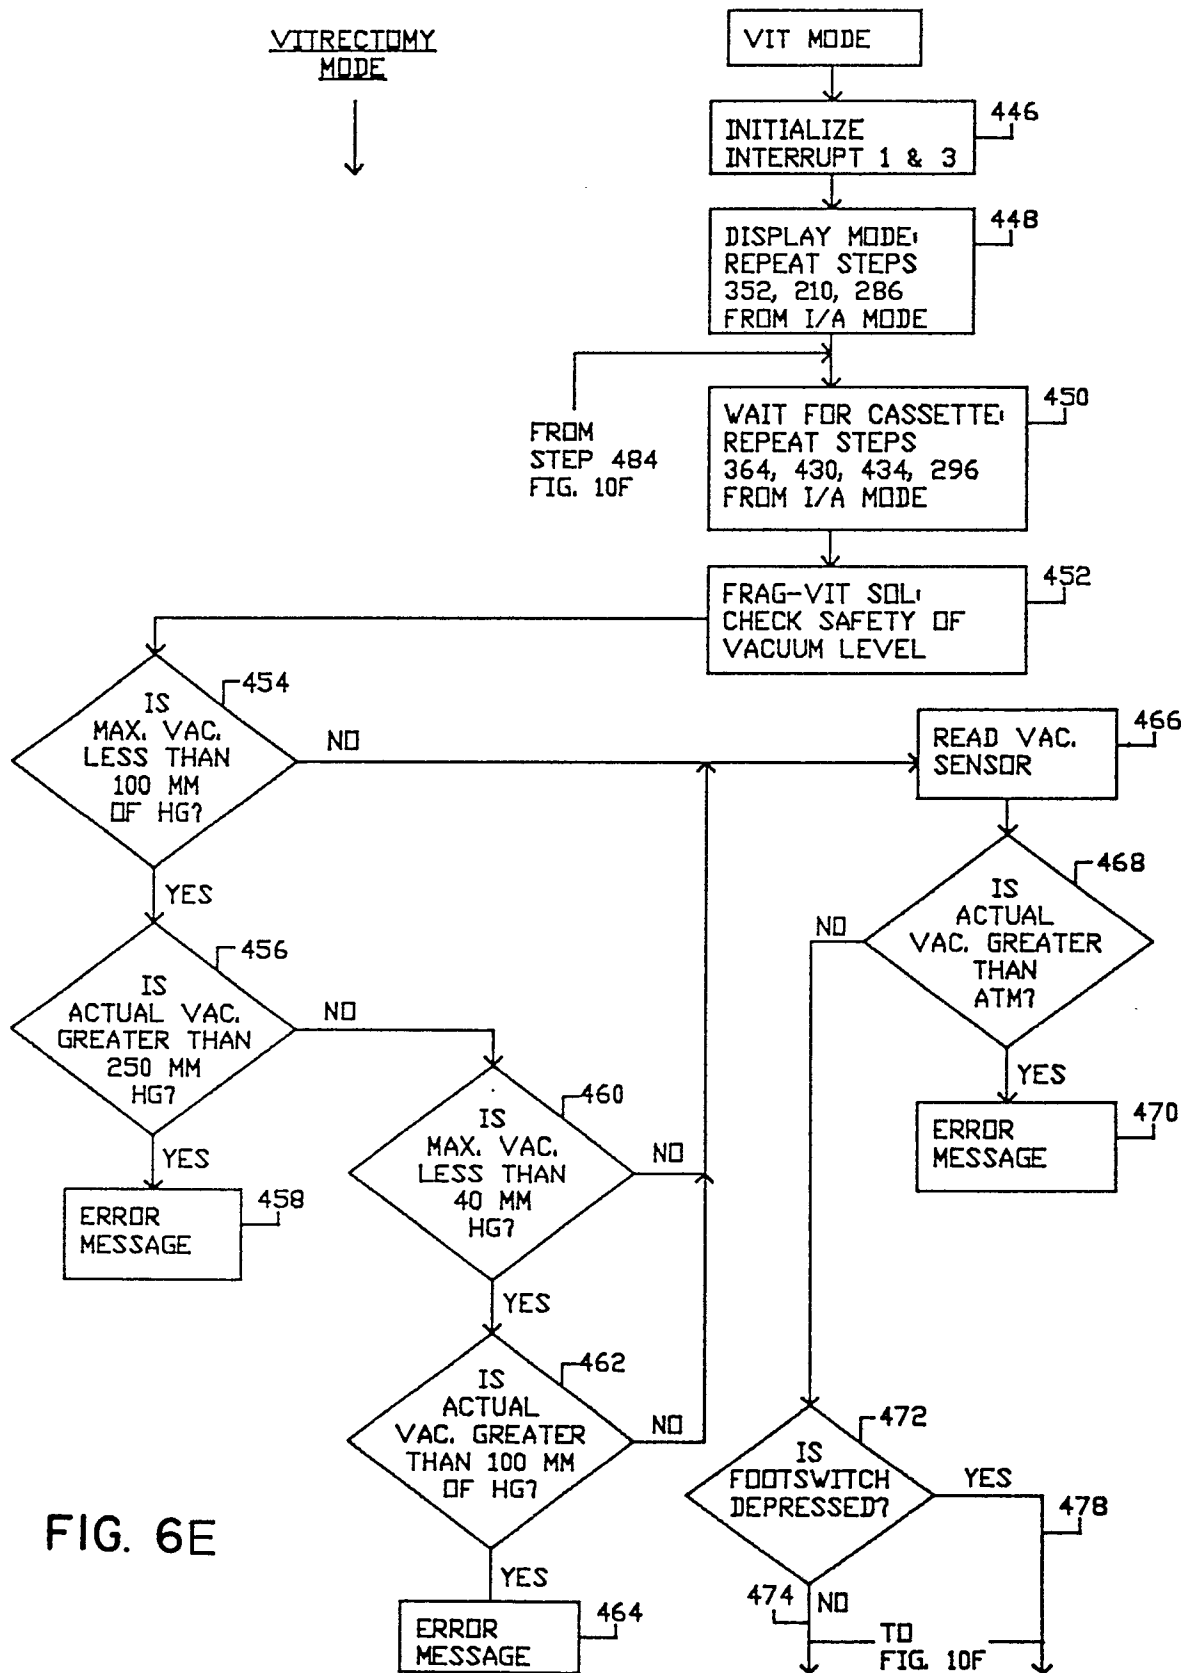 VITRECTOMY
MODE
VIT MODE
446
INITIALIZE
INTERRUPT 1 & 3
448
DISPLAY MODE:
REPEAT STEPS
352, 210, 286
FROM I/A MODE
FROM
STEP 484
FIG. 10F
450
WAIT FOR CASSETTE:
REPEAT STEPS
364, 430, 434, 296
FROM I/A MODE
452
FRAG-VIT SOL:
CHECK SAFETY OF
VACUUM LEVEL
454
IS
MAX. VAC.
LESS THAN
100 MM
OF HG?
NO
YES
466
READ VAC.
SENSOR
468
IS
ACTUAL
VAC. GREATER
THAN
ATM?
NO
YES
470
ERROR
MESSAGE
456
IS
ACTUAL VAC.
GREATER THAN
250 MM
HG?
NO
YES
458
ERROR
MESSAGE
460
IS
MAX. VAC.
LESS THAN
40 MM
HG?
NO
YES
462
IS
ACTUAL
VAC. GREATER
THAN 100 MM
OF HG?
NO
YES
464
ERROR
MESSAGE
472
IS
FOOTSWITCH
DEPRESSED?
YES
478
474
NO
TO
FIG. 10F
FIG. 6E